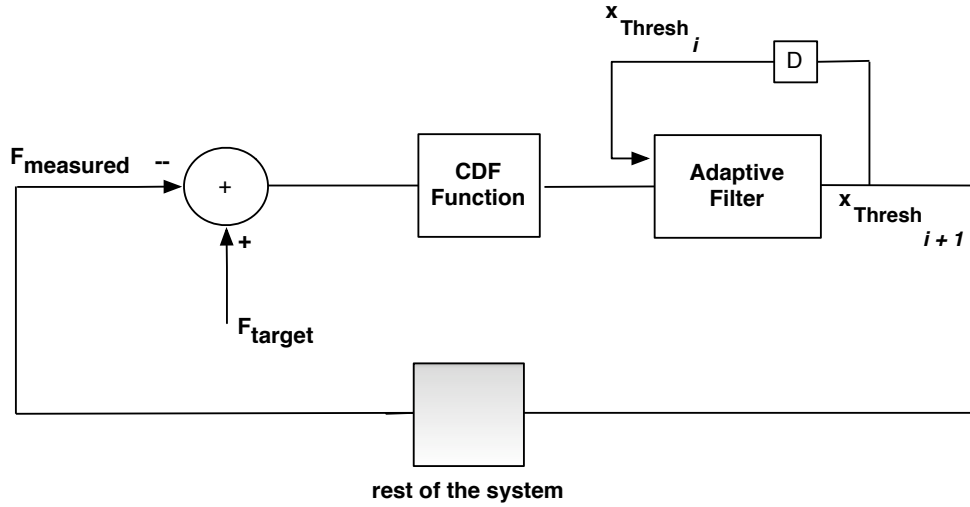 x Thresh i
D
F measured
--
+
CDF
Function
Adaptive
Filter
x Thresh i + 1
+
F target
rest of the system